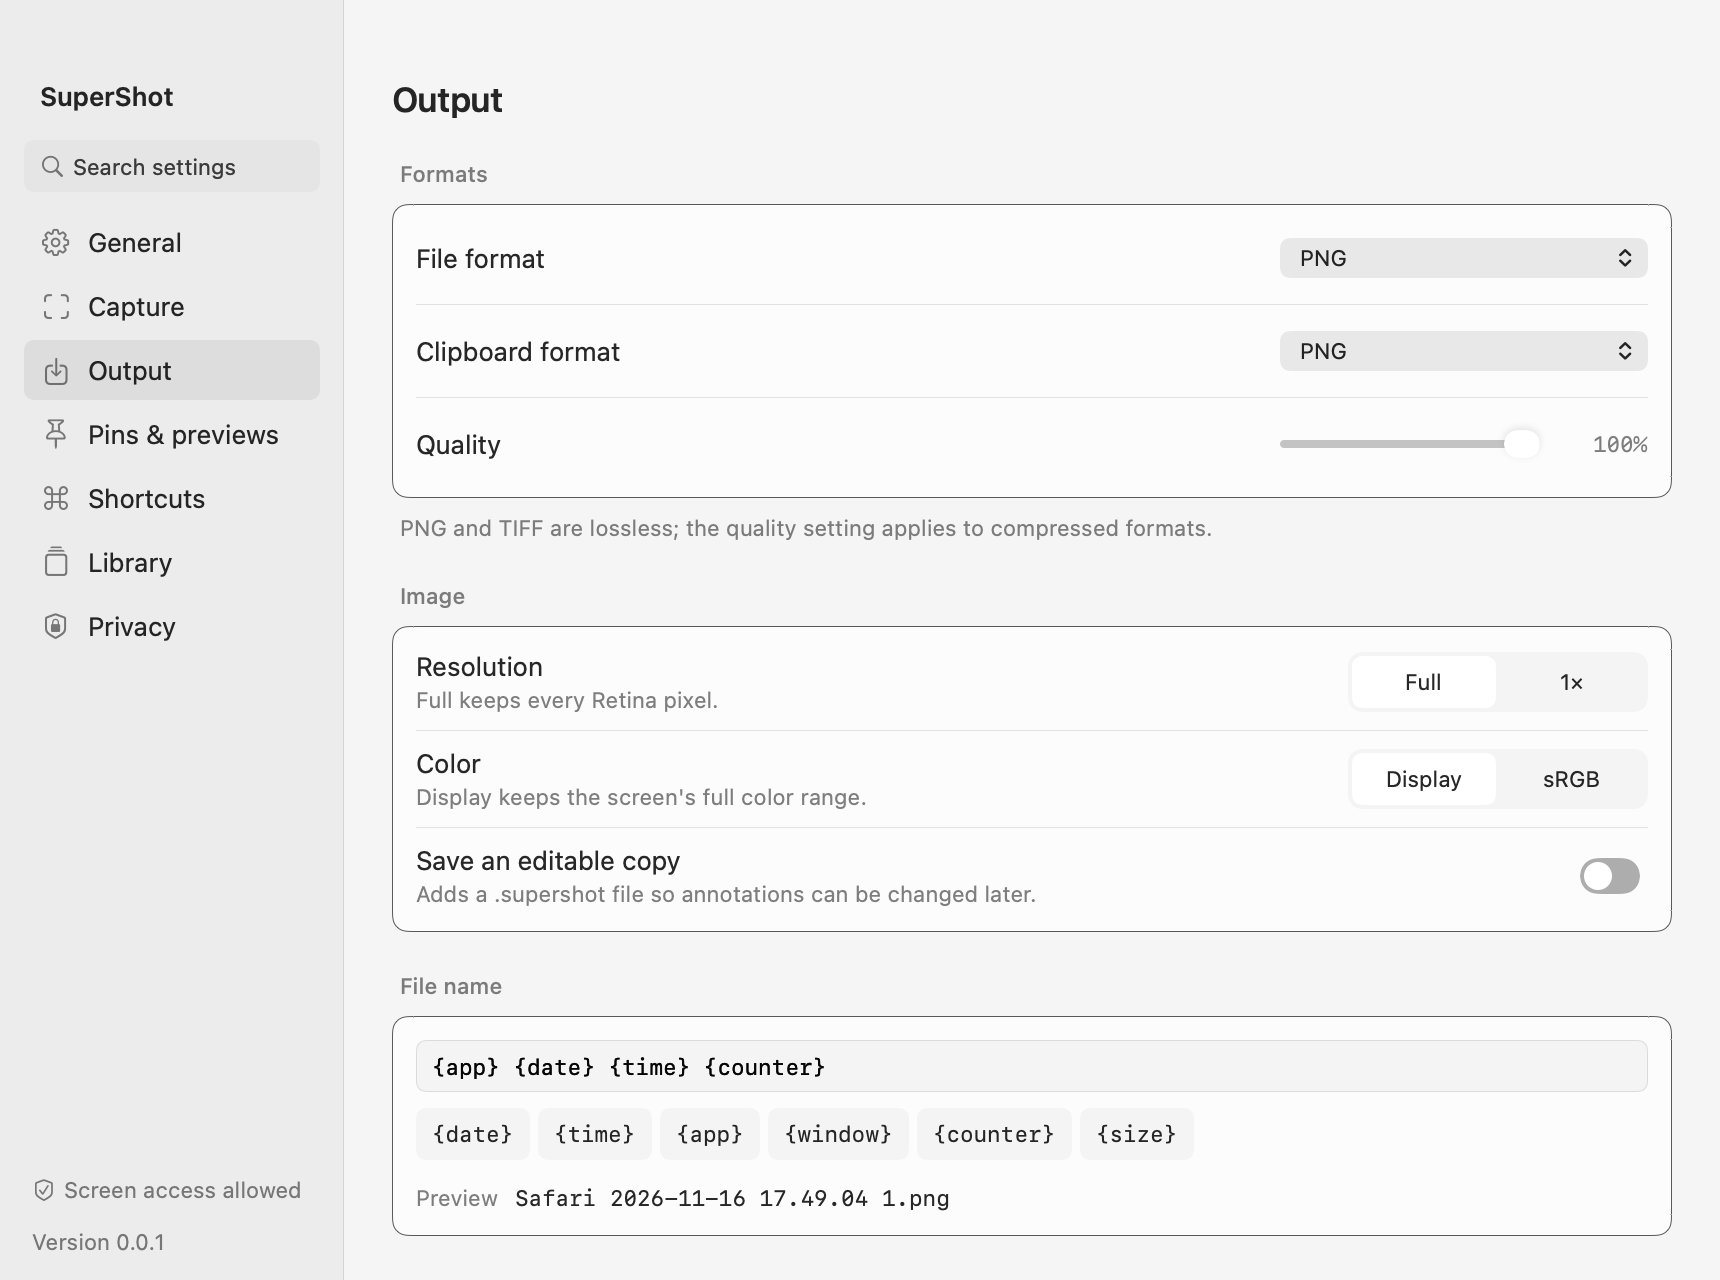 SuperShot
Search settings
General
Capture
Output
Pins & previews
Shortcuts
Library
Privacy
Screen access allowed
Version 0.0.1
Output
Formats
File format PNG
Clipboard format PNG
Quality 100%
PNG and TIFF are lossless; the quality setting applies to compressed formats.
Image
Resolution
Full keeps every Retina pixel.
Full 1×
Color
Display keeps the screen's full color range.
Display sRGB
Save an editable copy
Adds a .supershot file so annotations can be changed later.
File name
{app} {date} {time} {counter}
{date} {time} {app} {window} {counter} {size}
Preview Safari 2026-11-16 17.49.04 1.png